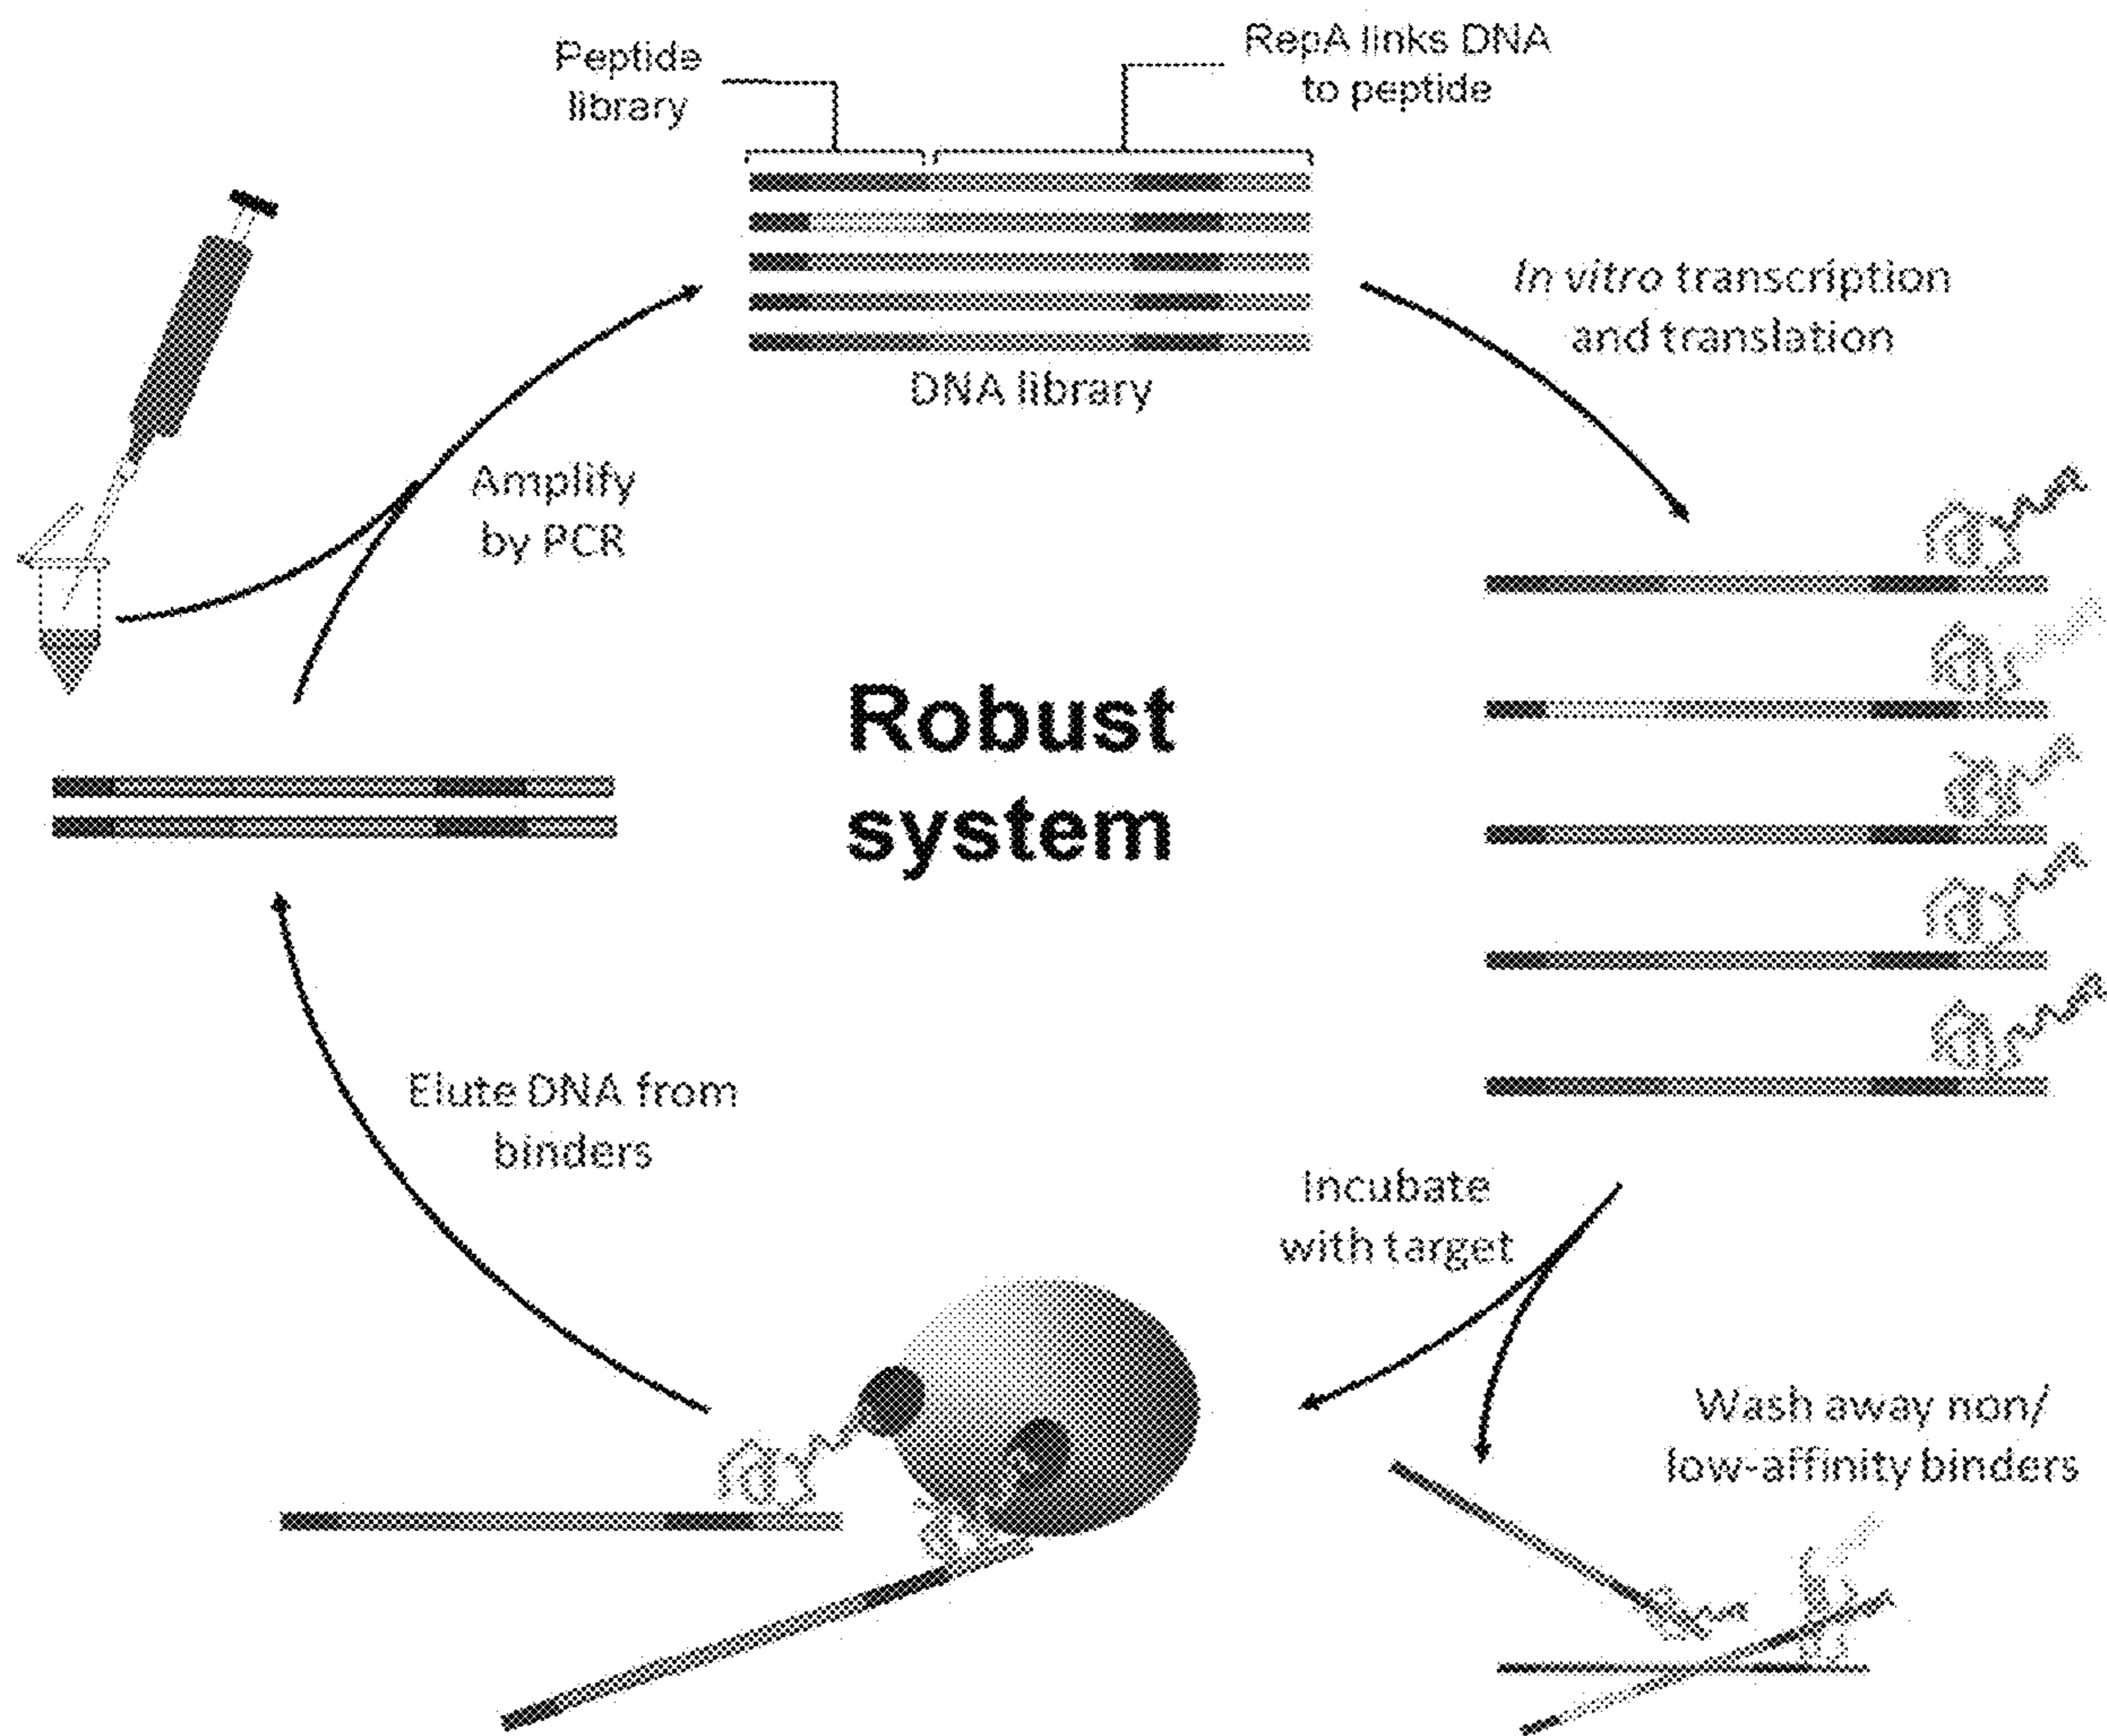 Peptide
library
RepA links DNA
to peptide
DNA library
In vitro transcription
and translation
Amplify
by PCR
Robust
system
Elute DNA from
binders
Incubate
with target
Wash away non/
low-affinity binders